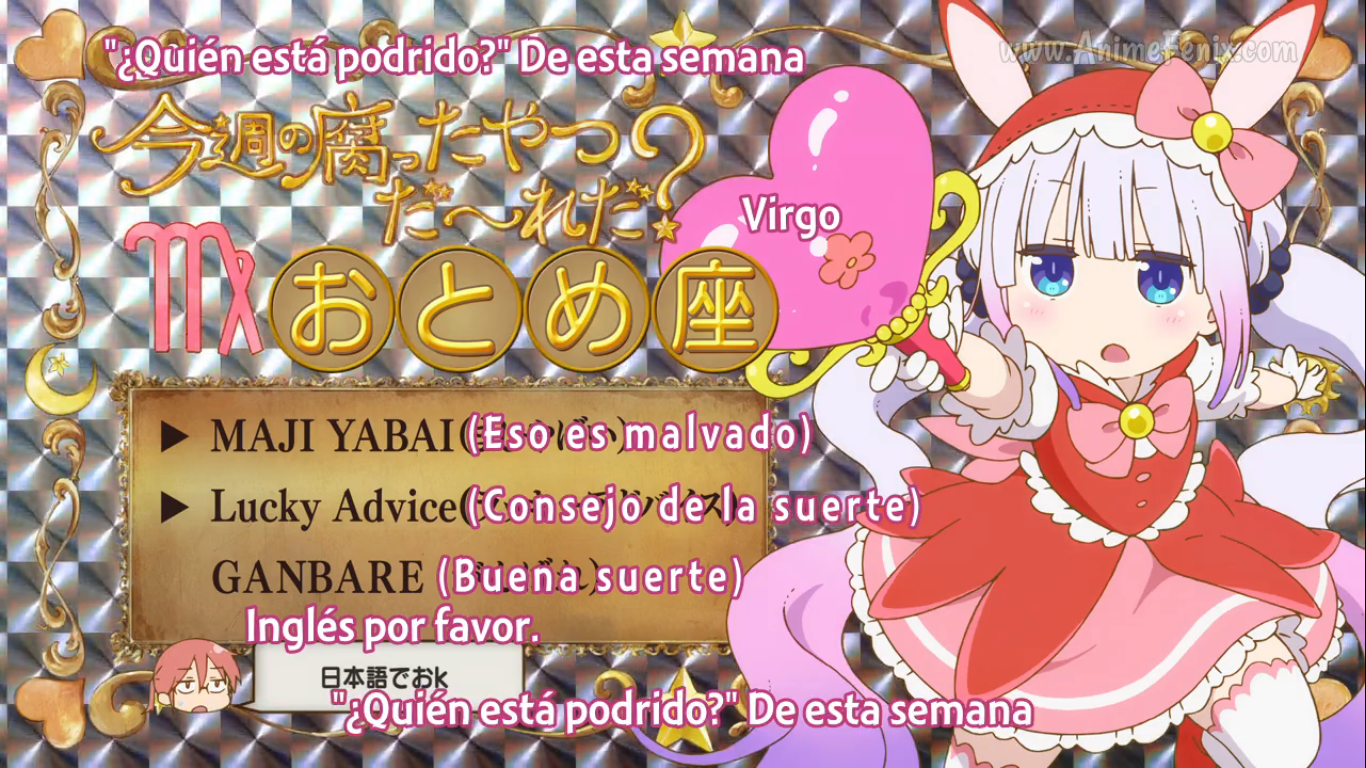 "¿Quién está podrido?" De esta semana
www.AnimeFenix.com
今週の腐ったやつ
だ〜れだ?
Virgo
♍ おとめ座
▶ MAJI YABAI (Eso es malvado)
▶ Lucky Advice (Consejo de la suerte)
GANBARE (Buena suerte)
Inglés por favor.
日本語でおk
"¿Quién está podrido?" De esta semana